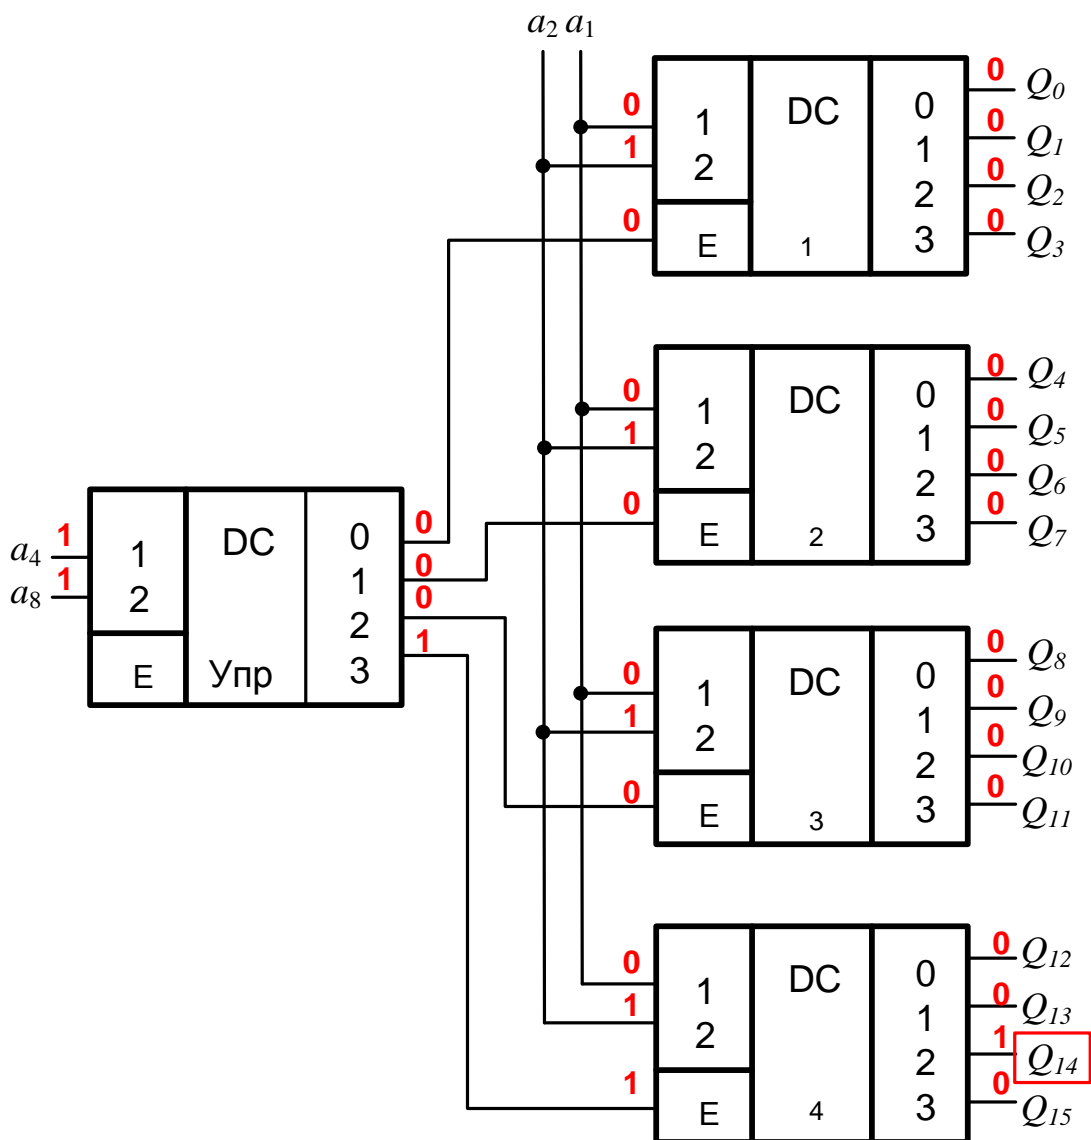 a2 a1
0 1 DC 0 0 Q0
1 2 1 0 Q1
2 0 Q2
0 E 1 3 0 Q3
0 1 DC 0 0 Q4
1 2 1 0 Q5
2 0 Q6
0 E 2 3 0 Q7
a4 1 1 DC 0 0
a8 1 2 1 0
2 0
E Упр 3 1
0 1 DC 0 0 Q8
1 2 1 0 Q9
2 0 Q10
0 E 3 3 0 Q11
0 1 DC 0 0 Q12
1 2 1 0 Q13
2 1 Q14
1 E 4 3 0 Q15